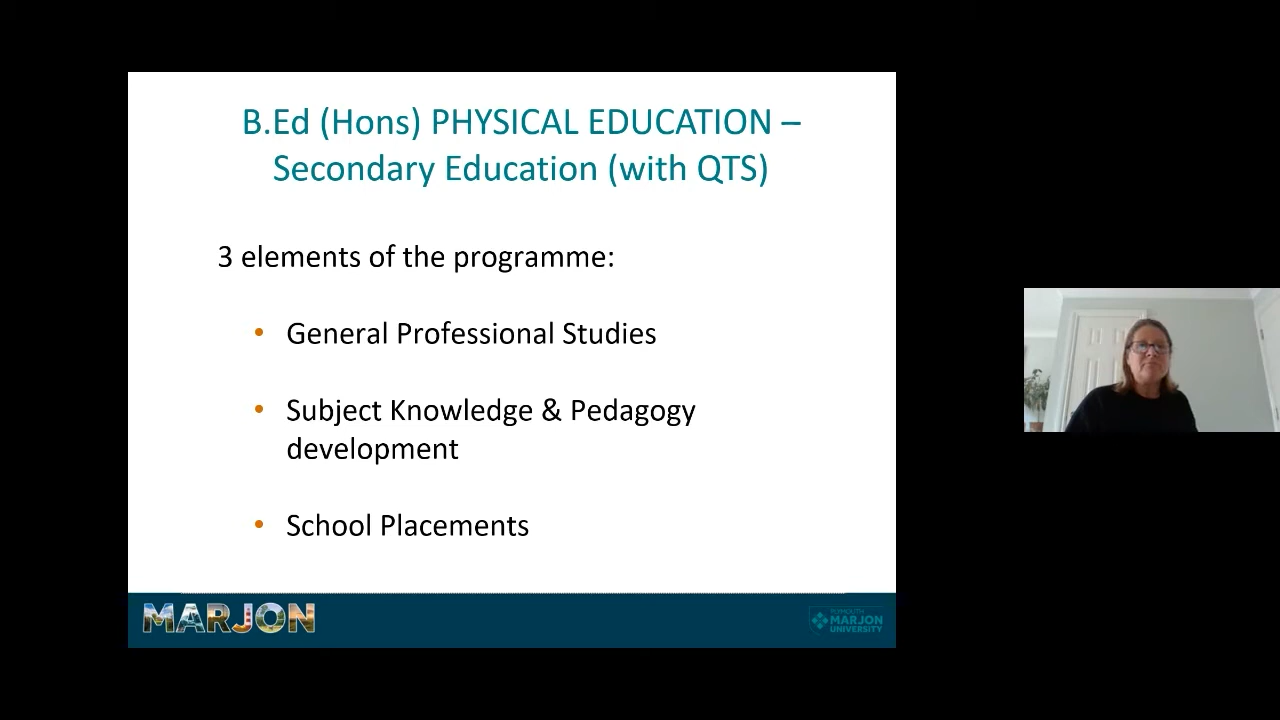 B.Ed (Hons) PHYSICAL EDUCATION –
Secondary Education (with QTS)
3 elements of the programme:
• General Professional Studies
• Subject Knowledge & Pedagogy
development
• School Placements
MARJON
PLYMOUTH
MARJON
UNIVERSITY